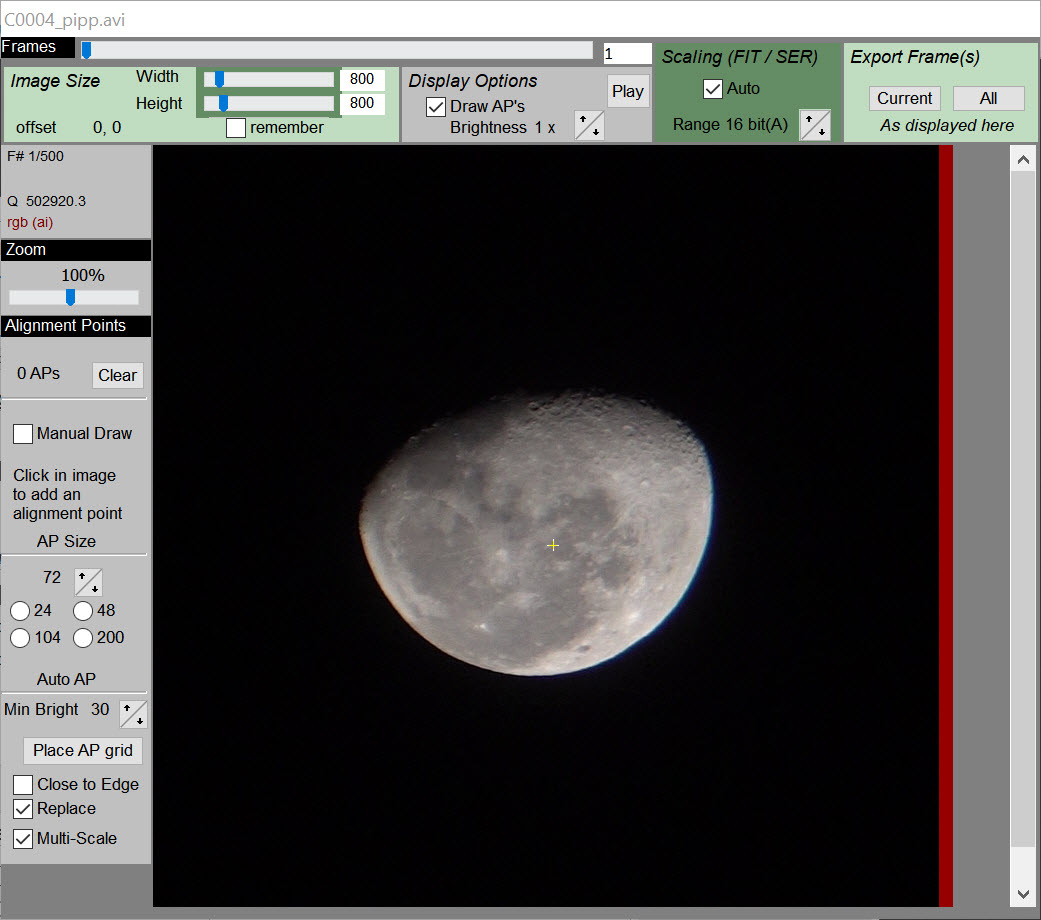 C0004_pipp.avi
Frames
1
Image Size
Width
800
Height
800
offset 0, 0
remember
Display Options
Draw AP's
Brightness 1 x
Play
Scaling (FIT / SER)
Auto
Range 16 bit(A)
Export Frame(s)
Current All
As displayed here
F# 1/500
Q 502920.3
rgb (ai)
Zoom
100%
Alignment Points
0 APs Clear
Manual Draw
Click in image
to add an
alignment point
AP Size
72
24 48
104 200
Auto AP
Min Bright 30
Place AP grid
Close to Edge
Replace
Multi-Scale